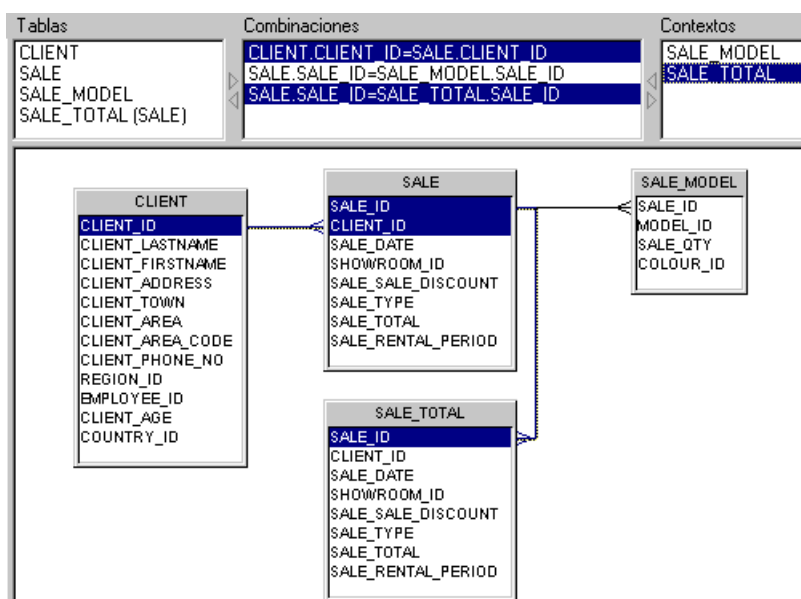 Tablas
CLIENT
SALE
SALE_MODEL
SALE_TOTAL (SALE)
Combinaciones
CLIENT.CLIENT_ID=SALE.CLIENT_ID
SALE.SALE_ID=SALE_MODEL.SALE_ID
SALE.SALE_ID=SALE_TOTAL.SALE_ID
Contextos
SALE_MODEL
SALE_TOTAL
CLIENT
CLIENT_ID
CLIENT_LASTNAME
CLIENT_FIRSTNAME
CLIENT_ADDRESS
CLIENT_TOWN
CLIENT_AREA
CLIENT_AREA_CODE
CLIENT_PHONE_NO
REGION_ID
EMPLOYEE_ID
CLIENT_AGE
COUNTRY_ID
SALE
SALE_ID
CLIENT_ID
SALE_DATE
SHOWROOM_ID
SALE_SALE_DISCOUNT
SALE_TYPE
SALE_TOTAL
SALE_RENTAL_PERIOD
SALE_MODEL
SALE_ID
MODEL_ID
SALE_QTY
COLOUR_ID
SALE_TOTAL
SALE_ID
CLIENT_ID
SALE_DATE
SHOWROOM_ID
SALE_SALE_DISCOUNT
SALE_TYPE
SALE_TOTAL
SALE_RENTAL_PERIOD